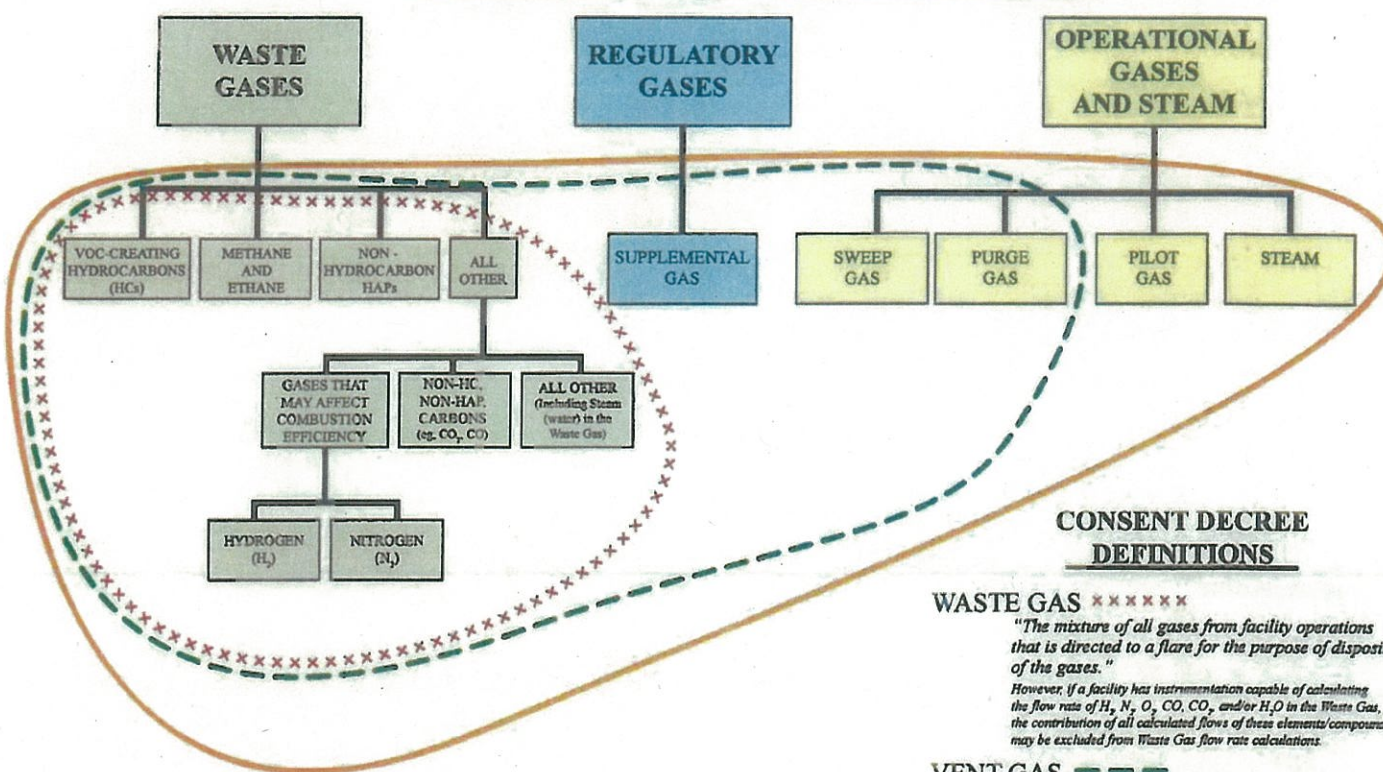 WASTE
GASES
REGULATORY
GASES
OPERATIONAL
GASES
AND STEAM
VOC-CREATING
HYDROCARBONS
(HCs)
METHANE
AND
ETHANE
NON -
HYDROCARBON
HAPs
ALL
OTHER
SUPPLEMENTAL
GAS
SWEEP
GAS
PURGE
GAS
PILOT
GAS
STEAM
GASES THAT
MAY AFFECT
COMBUSTION
EFFICIENCY
NON-HC,
NON-HAP,
CARBONS
(eg. CO₂, CO)
ALL OTHER
(Including Steam
(water) in the
Waste Gas)
HYDROGEN
(H₂)
NITROGEN
(N₂)
CONSENT DECREE
DEFINITIONS
WASTE GAS
"The mixture of all gases from facility operations
that is directed to a flare for the purpose of
of the gases."
However, if a facility has instrumentation capable of calculating
the flow rate of H₂, N₂, O₂, CO, CO₂, and/or H₂O in the Waste Gas,
the contribution of all calculated flows of these
may be excluded from Waste Gas flow rate calculations.
VENT GAS